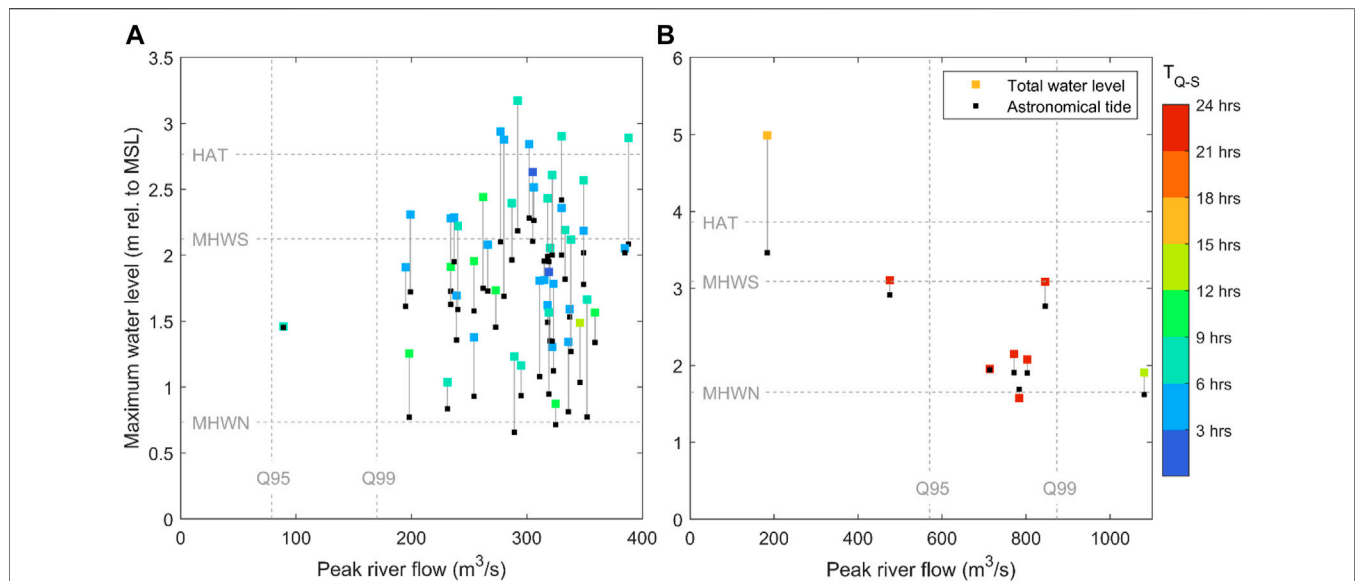 A
3.5
3
2.5
2
1.5
1
0.5
0
Maximum water level (m rel. to MSL)
HAT
MHWS
MHWN
Q95
Q99
0
100
200
300
400
Peak river flow (m³/s)
B
6
5
4
3
2
1
0
Total water level
Astronomical tide
HAT
MHWS
MHWN
Q95
Q99
0
200
400
600
800
1000
Peak river flow (m³/s)
T_Q-S
24 hrs
21 hrs
18 hrs
15 hrs
12 hrs
9 hrs
6 hrs
3 hrs